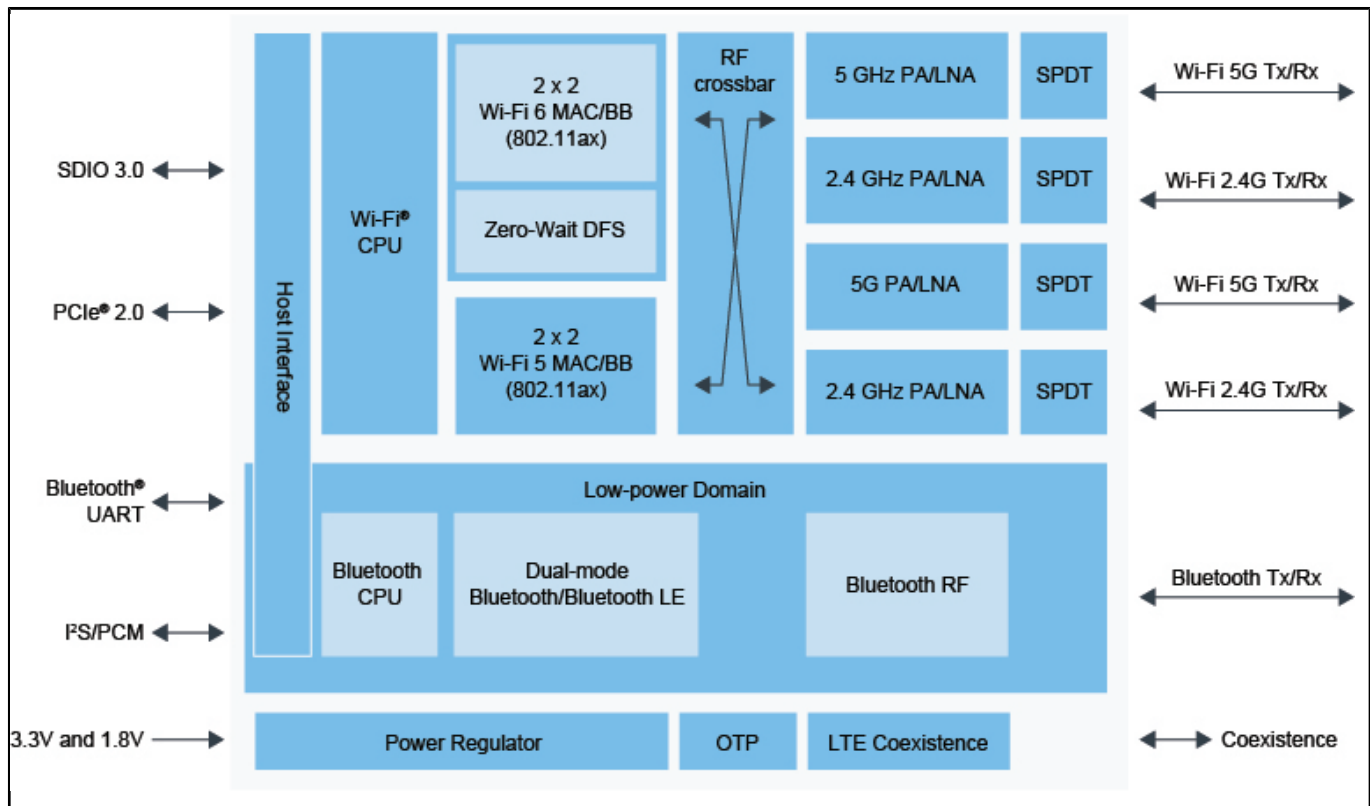 SDIO 3.0
PCIe® 2.0
Bluetooth®
UART
I²S/PCM
3.3V and 1.8V
Host Interface
Wi-Fi®
CPU
2 x 2
Wi-Fi 6 MAC/BB
(802.11ax)
Zero-Wait DFS
2 x 2
Wi-Fi 5 MAC/BB
(802.11ax)
RF
crossbar
5 GHz PA/LNA
SPDT
Wi-Fi 5G Tx/Rx
2.4 GHz PA/LNA
SPDT
Wi-Fi 2.4G Tx/Rx
5G PA/LNA
SPDT
Wi-Fi 5G Tx/Rx
2.4 GHz PA/LNA
SPDT
Wi-Fi 2.4G Tx/Rx
Low-power Domain
Bluetooth
CPU
Dual-mode
Bluetooth/Bluetooth LE
Bluetooth RF
Bluetooth Tx/Rx
Power Regulator
OTP
LTE Coexistence
Coexistence